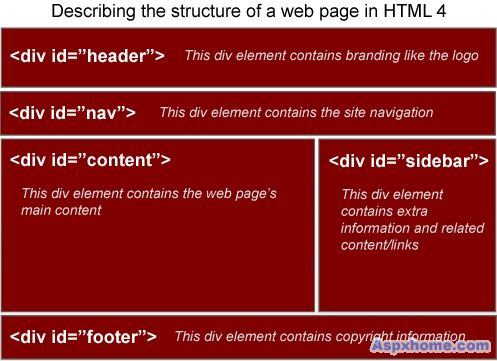 Describing the structure of a web page in HTML 4
<div id=”header”> This div element contains branding like the logo
<div id=”nav”> This div element contains the site navigation
<div id=”content”>
This div element contains the web page’s
main content
<div id=”sidebar”>
This div element
contains extra
information and related
content/links
<div id=”footer”> This div element contains copyright information
Aspxhome.com